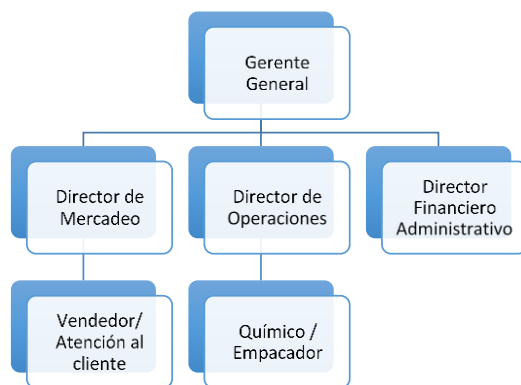 Gerente
General
Director de
Mercadeo
Director de
Operaciones
Director
Financiero
Administrativo
Vendedor/
Atención al
cliente
Químico /
Empacador